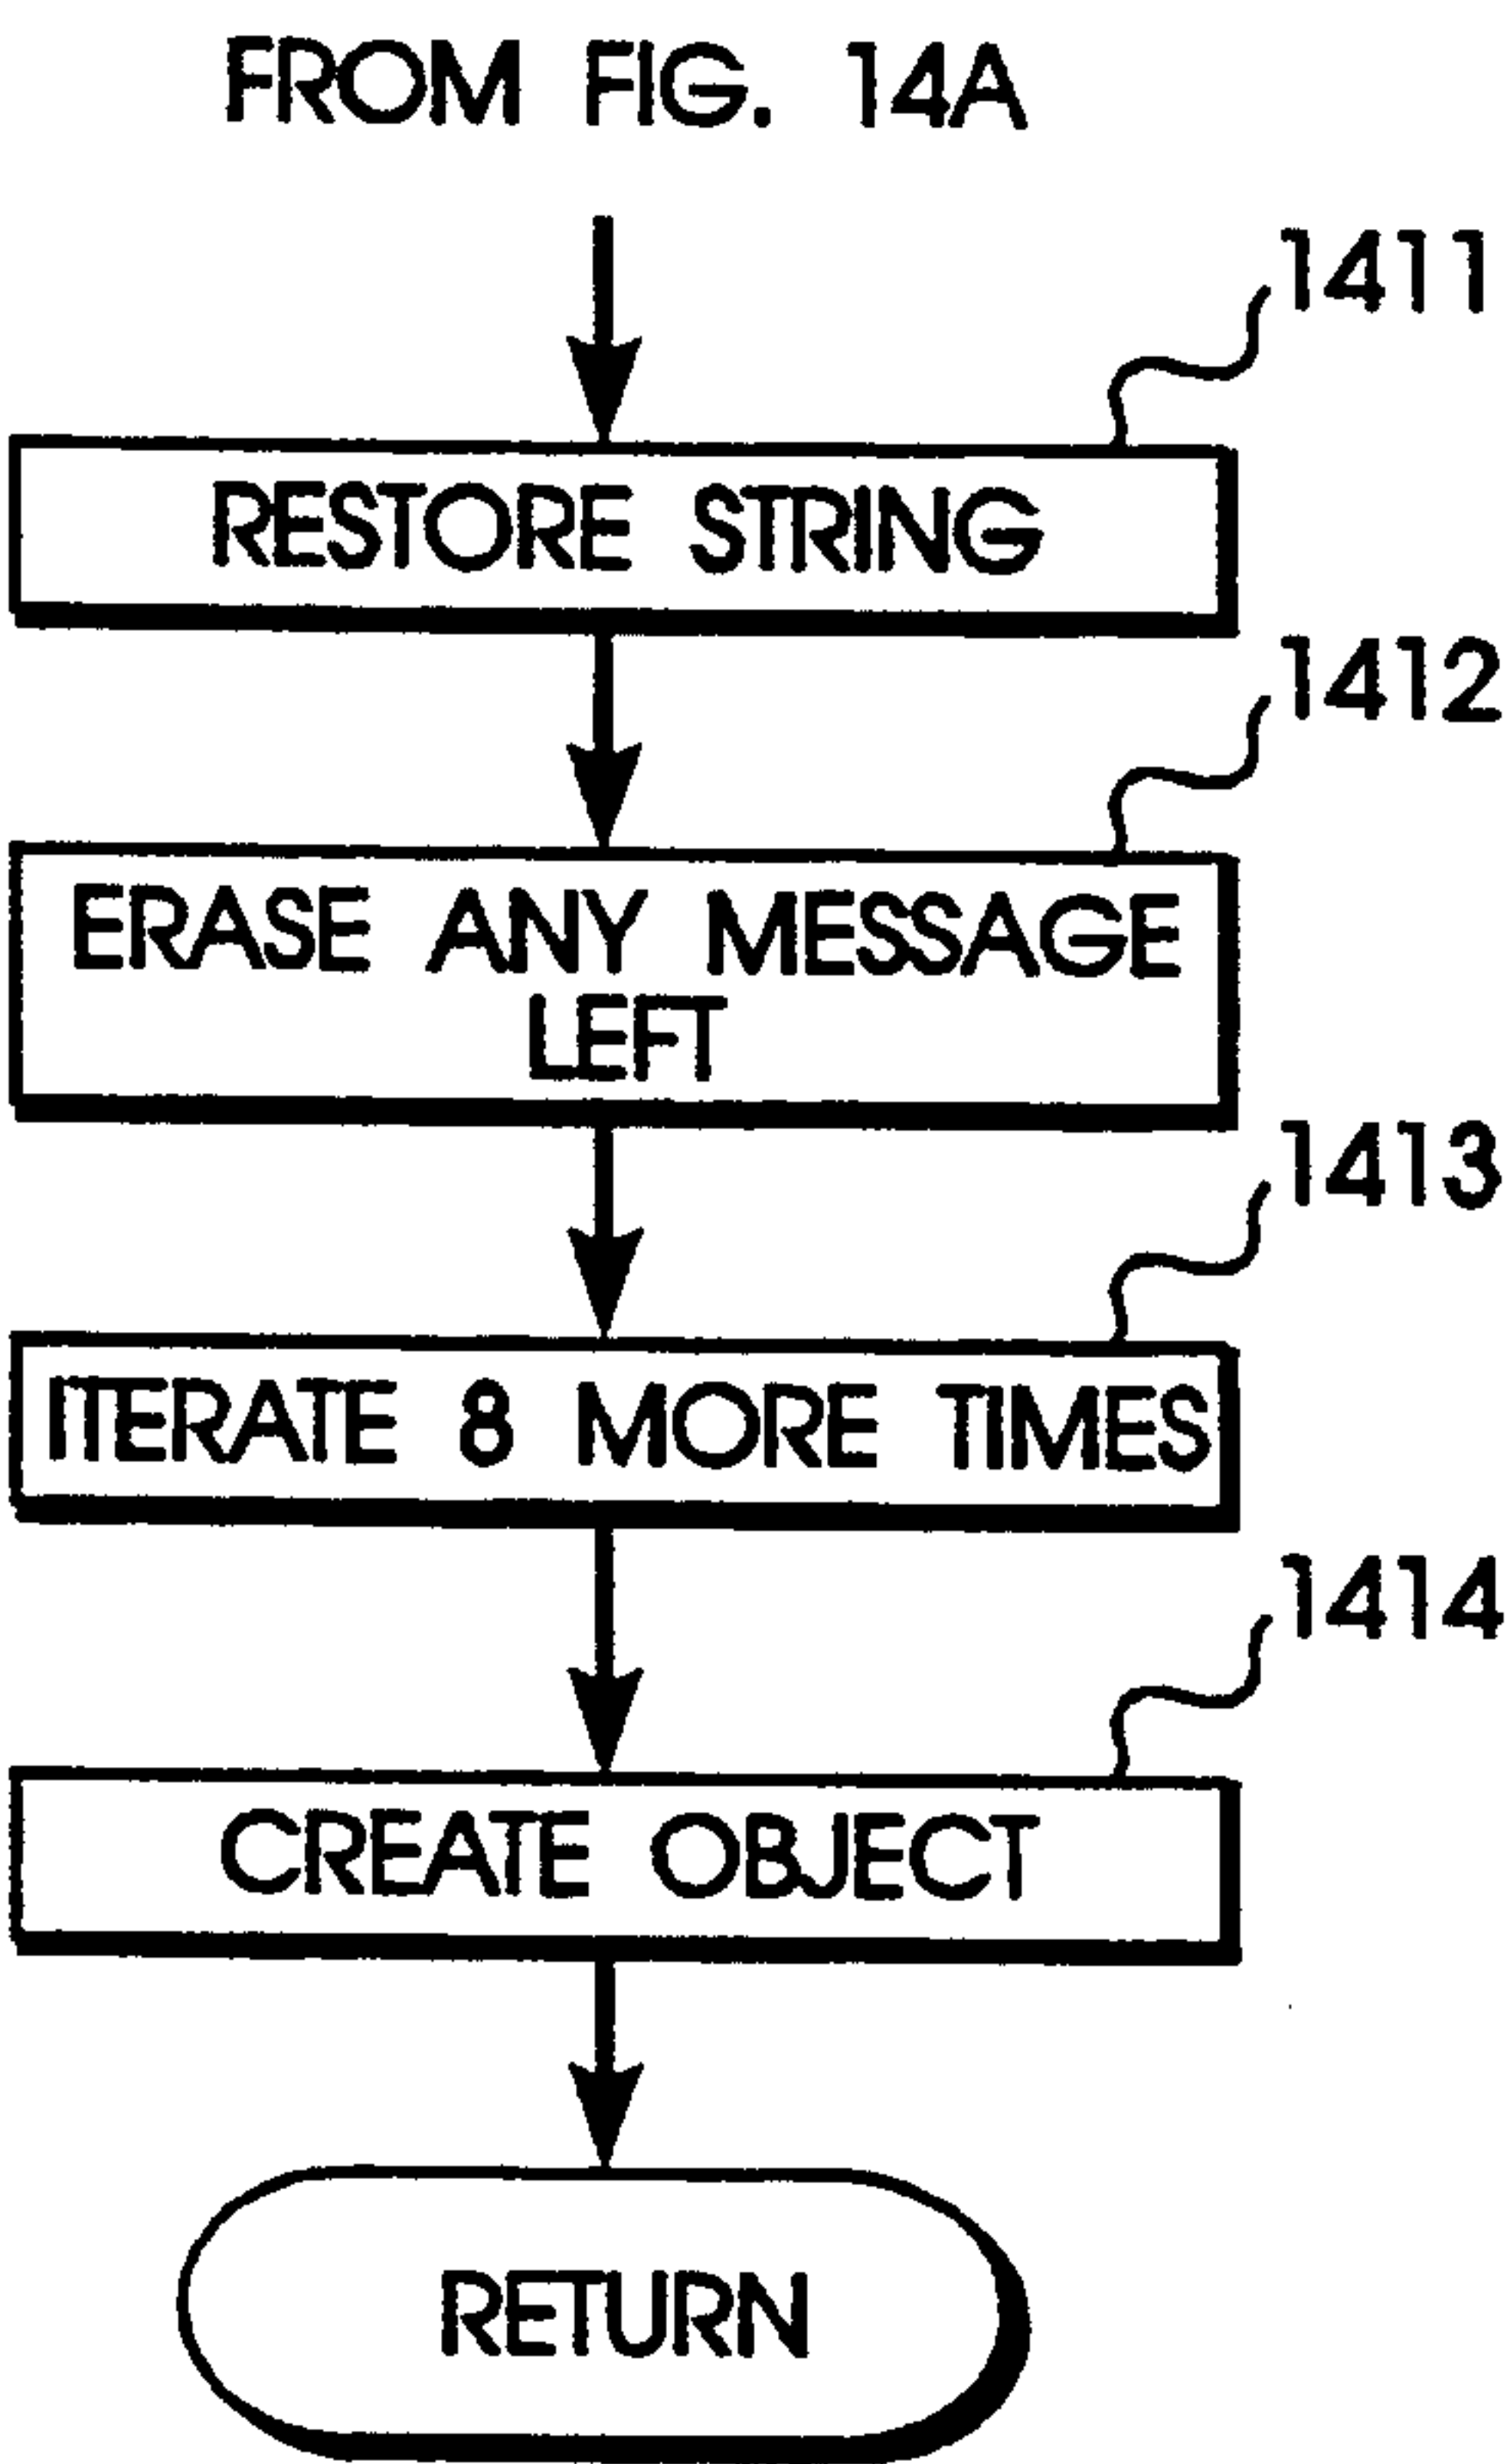 FROM FIG. 14A
1411
RESTORE STRING
1412
ERASE ANY MESSAGE
LEFT
1413
ITERATE 8 MORE TIMES
1414
CREATE OBJECT
RETURN